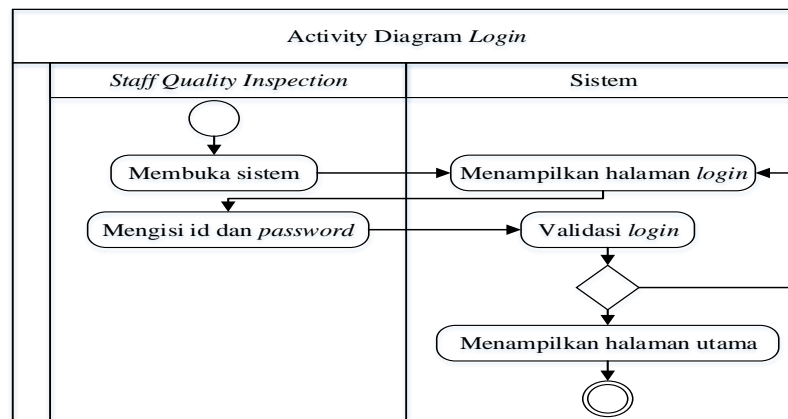 Activity Diagram Login
Staff Quality Inspection
Sistem
Membuka sistem
Menampilkan halaman login
Mengisi id dan password
Validasi login
Menampilkan halaman utama